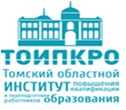 ТОИПКРО
Томский областной
ИНСТИТУТ повышения квалификации
и переподготовки работников образования